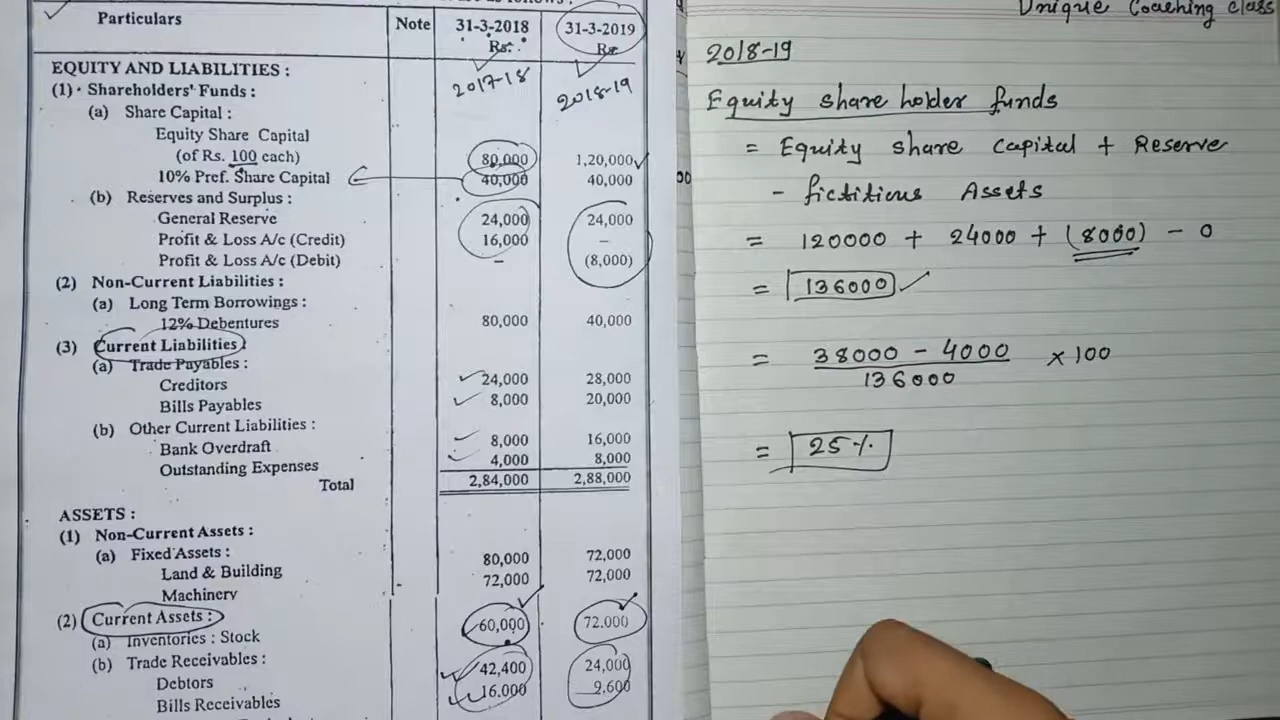 Particulars Note 31-3-2018 31-3-2019
Rs. Rs.
2017-18 2018-19
EQUITY AND LIABILITIES :
(1) Shareholders' Funds :
(a) Share Capital :
Equity Share Capital
(of Rs. 100 each) 80,000 1,20,000
10% Pref. Share Capital 40,000 40,000
(b) Reserves and Surplus :
General Reserve 24,000 24,000
Profit & Loss A/c (Credit) 16,000 –
Profit & Loss A/c (Debit) – (8,000)
(2) Non-Current Liabilities :
(a) Long Term Borrowings :
12% Debentures 80,000 40,000
(3) Current Liabilities :
(a) Trade Payables :
Creditors 24,000 28,000
Bills Payables 8,000 20,000
(b) Other Current Liabilities :
Bank Overdraft 8,000 16,000
Outstanding Expenses 4,000 8,000
Total 2,84,000 2,88,000
ASSETS :
(1) Non-Current Assets :
(a) Fixed Assets :
Land & Building 80,000 72,000
Machinery 72,000 72,000
(2) Current Assets :
(a) Inventories : Stock 60,000 72.000
(b) Trade Receivables :
Debtors 42,400 24,000
Bills Receivables 16.000 9.600
Unique Coaching Class
2018-19
Equity share holder funds
= Equity share capital + Reserve
- fictitious Assets
= 120000 + 24000 + (8000) - 0
= 136000
= 38000 - 4000 × 100
136000
= 25%